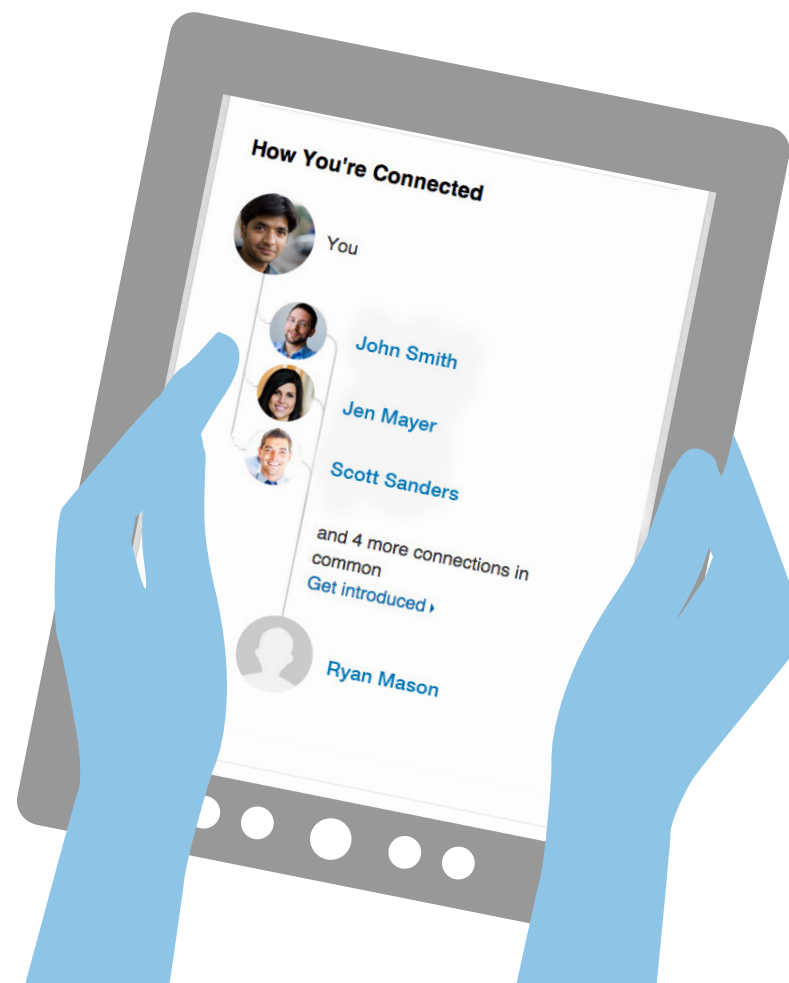 How You're Connected
You
John Smith
Jen Mayer
Scott Sanders
and 4 more connections in
common
Get introduced ▸
Ryan Mason